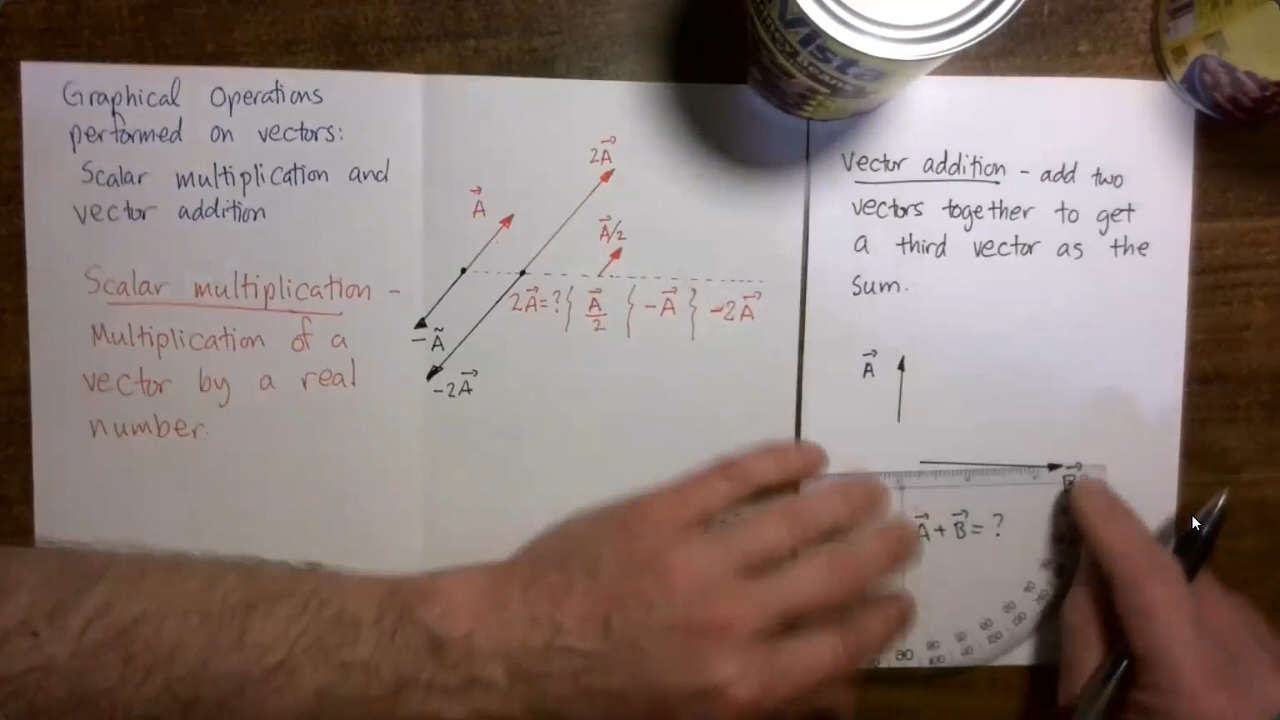 Graphical Operations
performed on vectors:
Scalar multiplication and
vector addition
Scalar multiplication -
Multiplication of a
vector by a real
number.
A⃗
2A⃗
A⃗/2
2A⃗=? { A⃗/2 { -A⃗ } -2A⃗
-Ã
-2A⃗
Vista
Vector addition - add two
vectors together to get
a third vector as the
sum.
A⃗
B⃗
A⃗ + B⃗ = ?